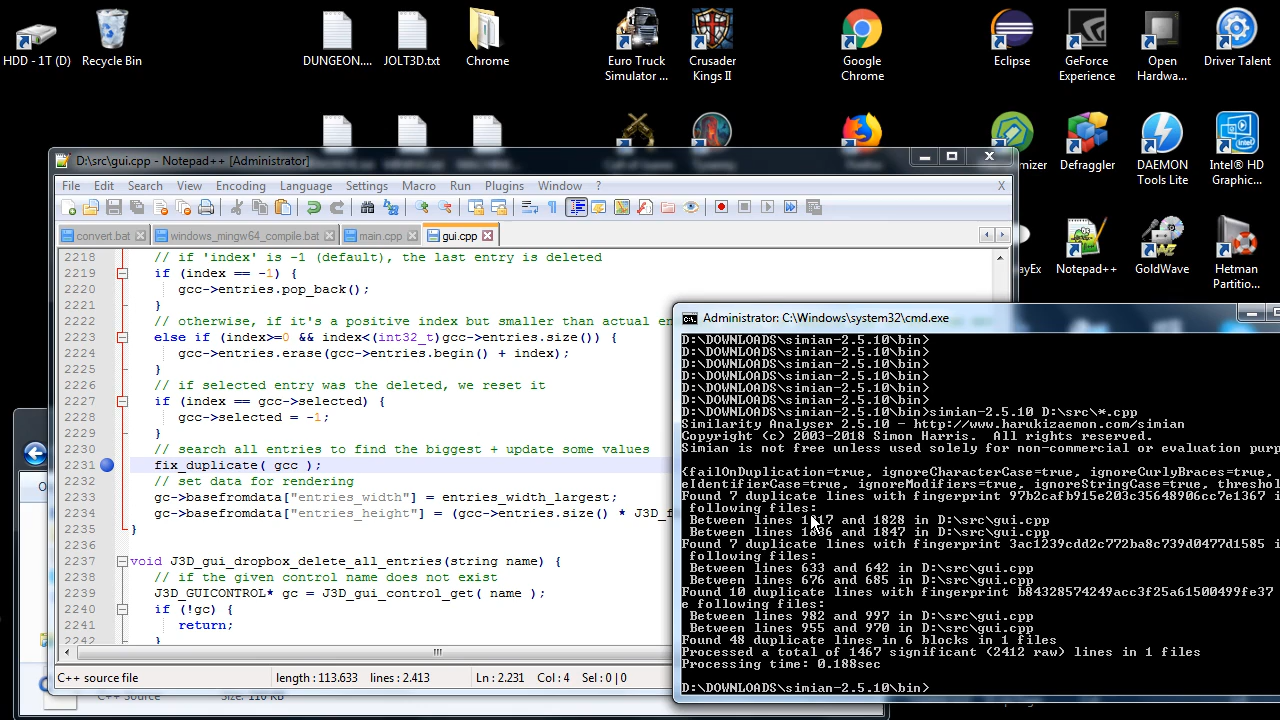 HDD - 1T (D)
Recycle Bin
DUNGEON....
JOLT3D.txt
Chrome
Euro Truck
Simulator ...
Crusader
Kings II
Google
Chrome
Eclipse
GeForce
Experience
Open
Hardwa...
Driver Talent
mizer
Defraggler
DAEMON
Tools Lite
Intel® HD
Graphic...
ayEx
Notepad++
GoldWave
Hetman
Partitio...
D:\src\gui.cpp - Notepad++ [Administrator]
File Edit Search View Encoding Language Settings Macro Run Plugins Window ? X
convert.bat
windows_mingw64_compile.bat
main.cpp
gui.cpp
2218 // if 'index' is -1 (default), the last entry is deleted
2219 if (index == -1) {
2220 gcc->entries.pop_back();
2221 }
2222 // otherwise, if it's a positive index but smaller than actual en
2223 else if (index>=0 && index<(int32_t)gcc->entries.size()) {
2224 gcc->entries.erase(gcc->entries.begin() + index);
2225 }
2226 // if selected entry was the deleted, we reset it
2227 if (index == gcc->selected) {
2228 gcc->selected = -1;
2229 }
2230 // search all entries to find the biggest + update some values
2231 fix_duplicate( gcc );
2232 // set data for rendering
2233 gc->basefromdata["entries_width"] = entries_width_largest;
2234 gc->basefromdata["entries_height"] = (gcc->entries.size() * J3D_f
2235 }
2236
2237 void J3D_gui_dropbox_delete_all_entries(string name) {
2238 // if the given control name does not exist
2239 J3D_GUICONTROL* gc = J3D_gui_control_get( name );
2240 if (!gc) {
2241 return;
2242 }
C++ source file length : 113.633 lines : 2.413 Ln : 2.231 Col : 4 Sel : 0 | 0
Administrator: C:\Windows\system32\cmd.exe
D:\DOWNLOADS\simian-2.5.10\bin>
D:\DOWNLOADS\simian-2.5.10\bin>
D:\DOWNLOADS\simian-2.5.10\bin>
D:\DOWNLOADS\simian-2.5.10\bin>
D:\DOWNLOADS\simian-2.5.10\bin>
D:\DOWNLOADS\simian-2.5.10\bin>
D:\DOWNLOADS\simian-2.5.10\bin>simian-2.5.10 D:\src\*.cpp
Similarity Analyser 2.5.10 - http://www.harukizaemon.com/simian
Copyright (c) 2003-2018 Simon Harris. All rights reserved.
Simian is not free unless used solely for non-commercial or evaluation purp
{failOnDuplication=true, ignoreCharacterCase=true, ignoreCurlyBraces=true,
eIdentifierCase=true, ignoreModifiers=true, ignoreStringCase=true, threshol
Found 7 duplicate lines with fingerprint 97b2cafb915e203c35648906cc7e1367 i
following files:
Between lines and 1828 in D:\src\gui.cpp
Between lines and 1847 in D:\src\gui.cpp
Found 7 duplicate lines with fingerprint 3ac1239cdd2c772ba8c739d0477d1585 i
following files:
Between lines 633 and 642 in D:\src\gui.cpp
Between lines 676 and 685 in D:\src\gui.cpp
Found 10 duplicate lines with fingerprint b84328574249acc3f25a61500499fe37
e following files:
Between lines 982 and 997 in D:\src\gui.cpp
Between lines 955 and 970 in D:\src\gui.cpp
Found 48 duplicate lines in 6 blocks in 1 files
Processed a total of 1467 significant (2412 raw) lines in 1 files
Processing time: 0.188sec
D:\DOWNLOADS\simian-2.5.10\bin>